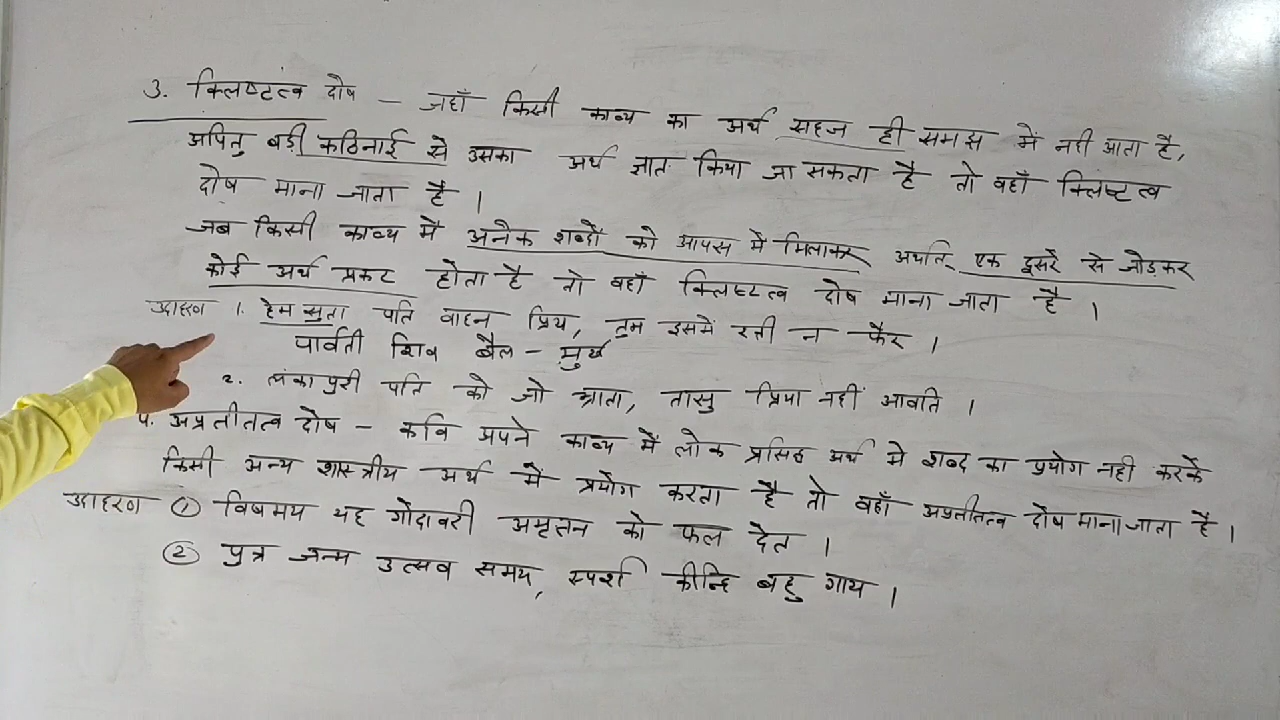 3. क्लिष्टत्व दोष – जहाँ किसी काव्य का अर्थ सहज ही समझ में नही आता है,
अपितु बड़ी कठिनाई से उसका अर्थ ज्ञात किया जा सकता है तो वहाँ क्लिष्टत्व
दोष माना जाता है ।
जब किसी काव्य में अनेक शब्दों को आपस में मिलाकर अर्थात् एक दूसरे से जोडकर
कोई अर्थ प्रकट होता है तो वहाँ क्लिष्टत्व दोष माना जाता है ।
उदाहरण 1. हेम सुता पति वाहन प्रिय, तुम इसमें रत्ती न फैर ।
पार्वती शिव बैल – मुर्ख
2. लंकापुरी पति को जो भ्राता, तासु प्रिया नहीं आवति ।
4. अप्रतीतत्व दोष – कवि अपने काव्य में लोक प्रसिद्ध अर्थ मे शब्द का प्रयोग नही करके
किसी अन्य शास्त्रीय अर्थ में प्रयोग करता है तो वहाँ अप्रतीतत्व दोष माना जाता है ।
उदाहरण ① विषमय यह गोदावरी अमृतन को फल देत ।
② पुत्र जन्म उत्सव समय, स्पर्श कीन्हि बहु गाय ।